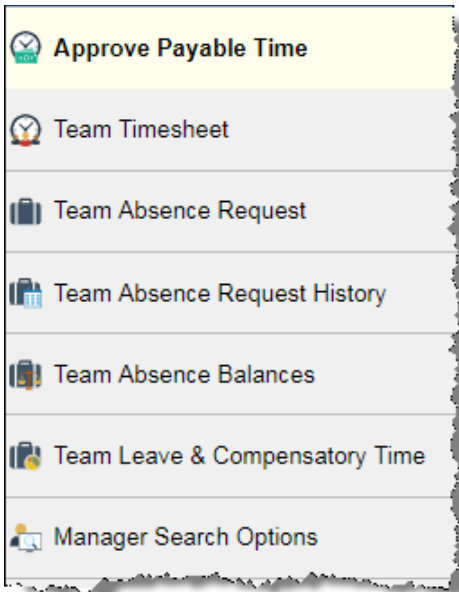 Approve Payable Time
Team Timesheet
Team Absence Request
Team Absence Request History
Team Absence Balances
Team Leave & Compensatory Time
Manager Search Options